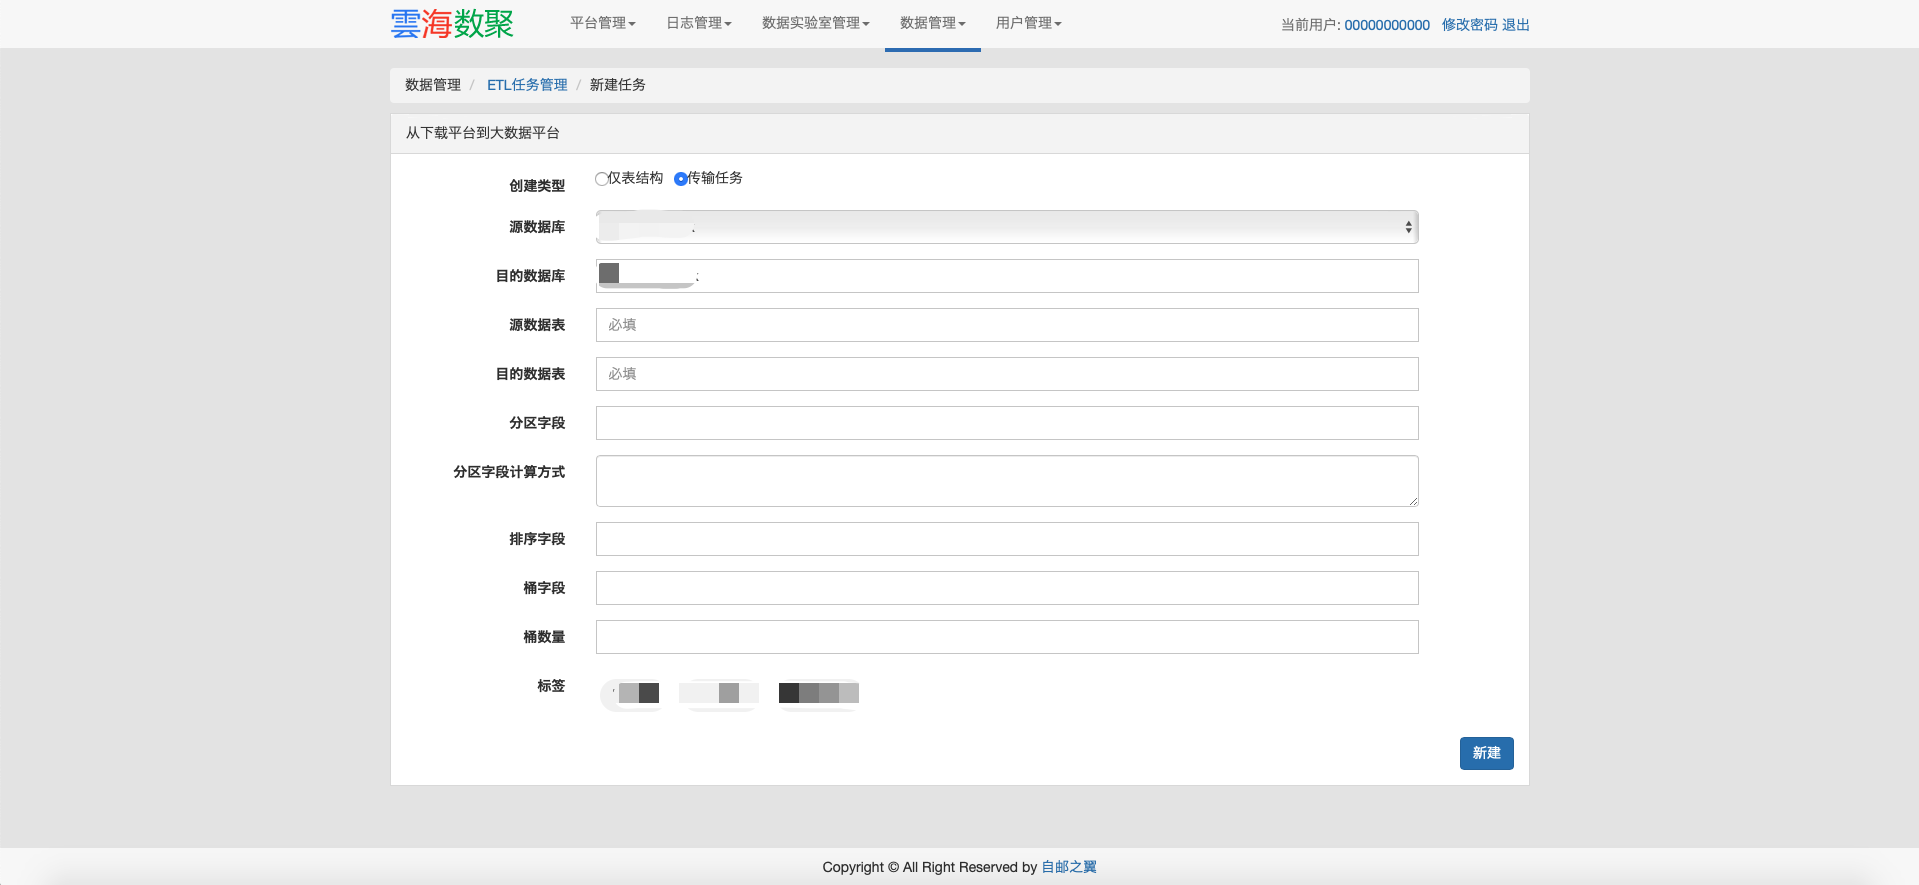 雲海数聚 平台管理 日志管理 数据实验室管理 数据管理 用户管理 当前用户: 00000000000 修改密码 退出
数据管理 / ETL任务管理 / 新建任务
从下载平台到大数据平台
创建类型 仅表结构 传输任务
源数据库
目的数据库
源数据表 必填
目的数据表 必填
分区字段
分区字段计算方式
排序字段
桶字段
桶数量
标签
新建
Copyright © All Right Reserved by 自邮之翼